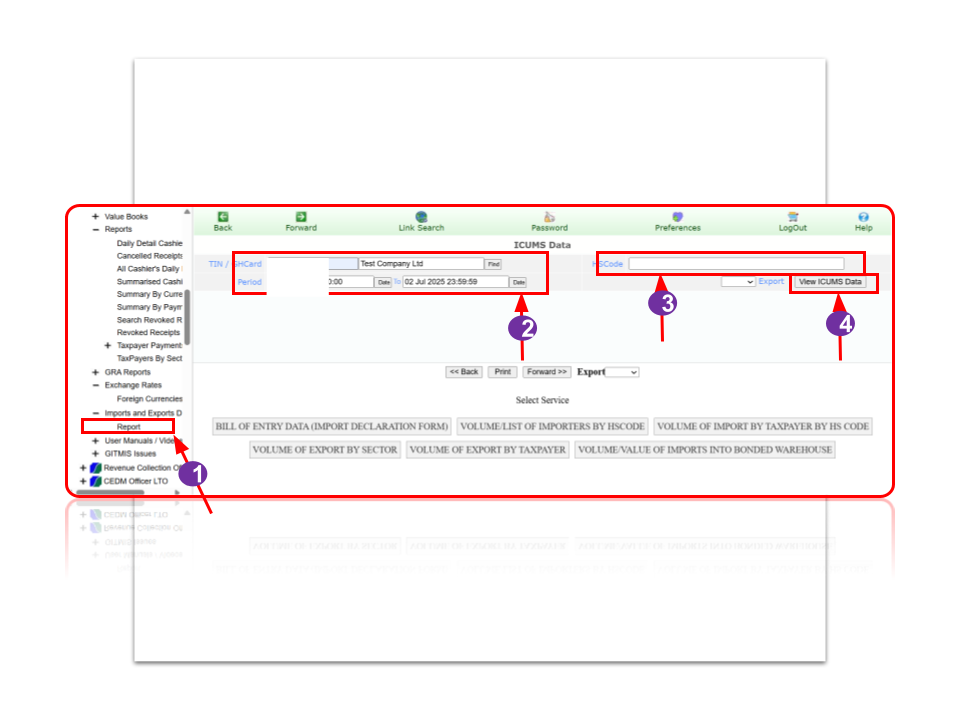 Value Books
Reports
Daily Detail Cashie
Cancelled Receipts
All Cashier's Daily
Summarised Cashi
Summary By Curre
Summary By Paym
Search Revoked R
Revoked Receipts
Taxpayer Payment
TaxPayers By Sect
GRA Reports
Exchange Rates
Foreign Currencies
Imports and Exports D
Report
User Manuals / Videos
GITMIS Issues
Revenue Collection Of
CEDM Officer LTO
1
Back Forward Link Search Password Preferences LogOut Help
ICUMS Data
TIN / GHCard Test Company Ltd Find HSCode
Period 0:00 Date To 02 Jul 2025 23:59:59 Date Export View ICUMS Data
2 3 4
<< Back Print Forward >> Export
Select Service
BILL OF ENTRY DATA (IMPORT DECLARATION FORM) VOLUME/LIST OF IMPORTERS BY HSCODE VOLUME OF IMPORT BY TAXPAYER BY HS CODE
VOLUME OF EXPORT BY SECTOR VOLUME OF EXPORT BY TAXPAYER VOLUME/VALUE OF IMPORTS INTO BONDED WAREHOUSE